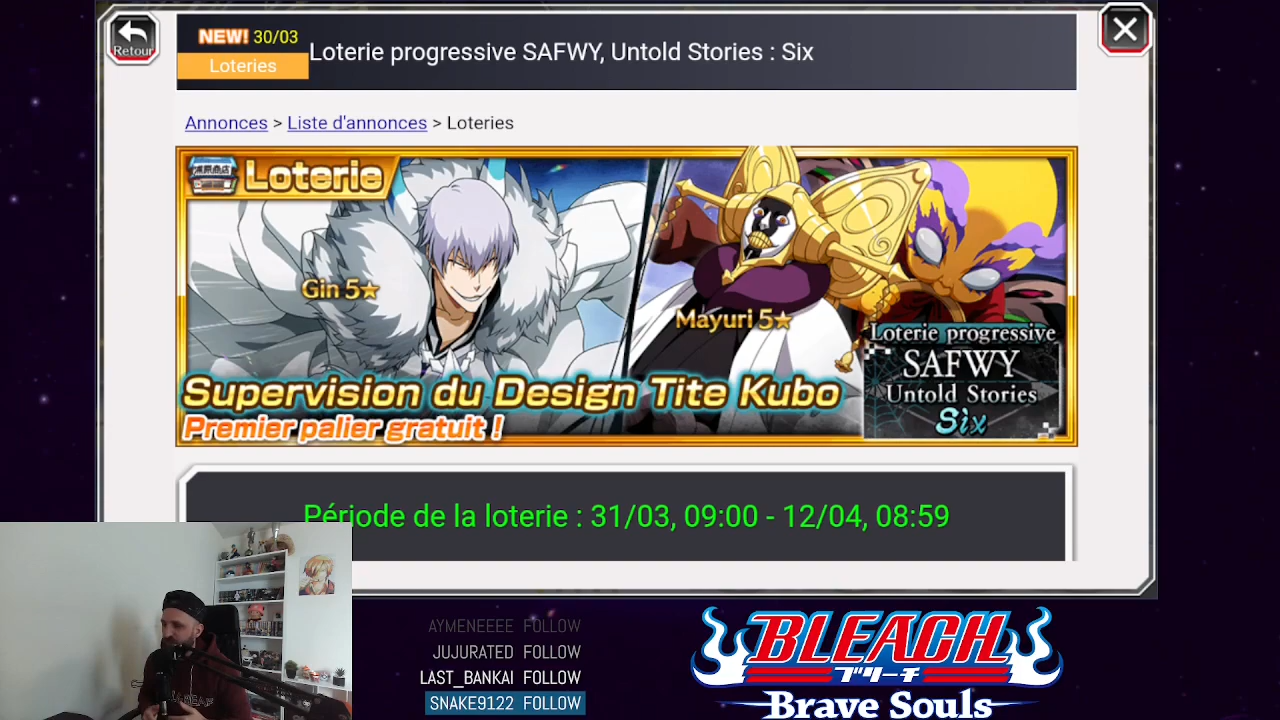 Retour
NEW! 30/03
Loteries
Loterie progressive SAFWY, Untold Stories : Six
Annonces > Liste d'annonces > Loteries
Loterie
Gin 5★
Mayuri 5★
Supervision du Design Tite Kubo
Premier palier gratuit !
Loterie progressive
SAFWY
Untold Stories
Six
Période de la loterie : 31/03, 09:00 - 12/04, 08:59
AYMENEEEE FOLLOW
JUJURATED FOLLOW
LAST_BANKAI FOLLOW
SNAKE9122 FOLLOW
BLEACH
ブリーチ
Brave Souls